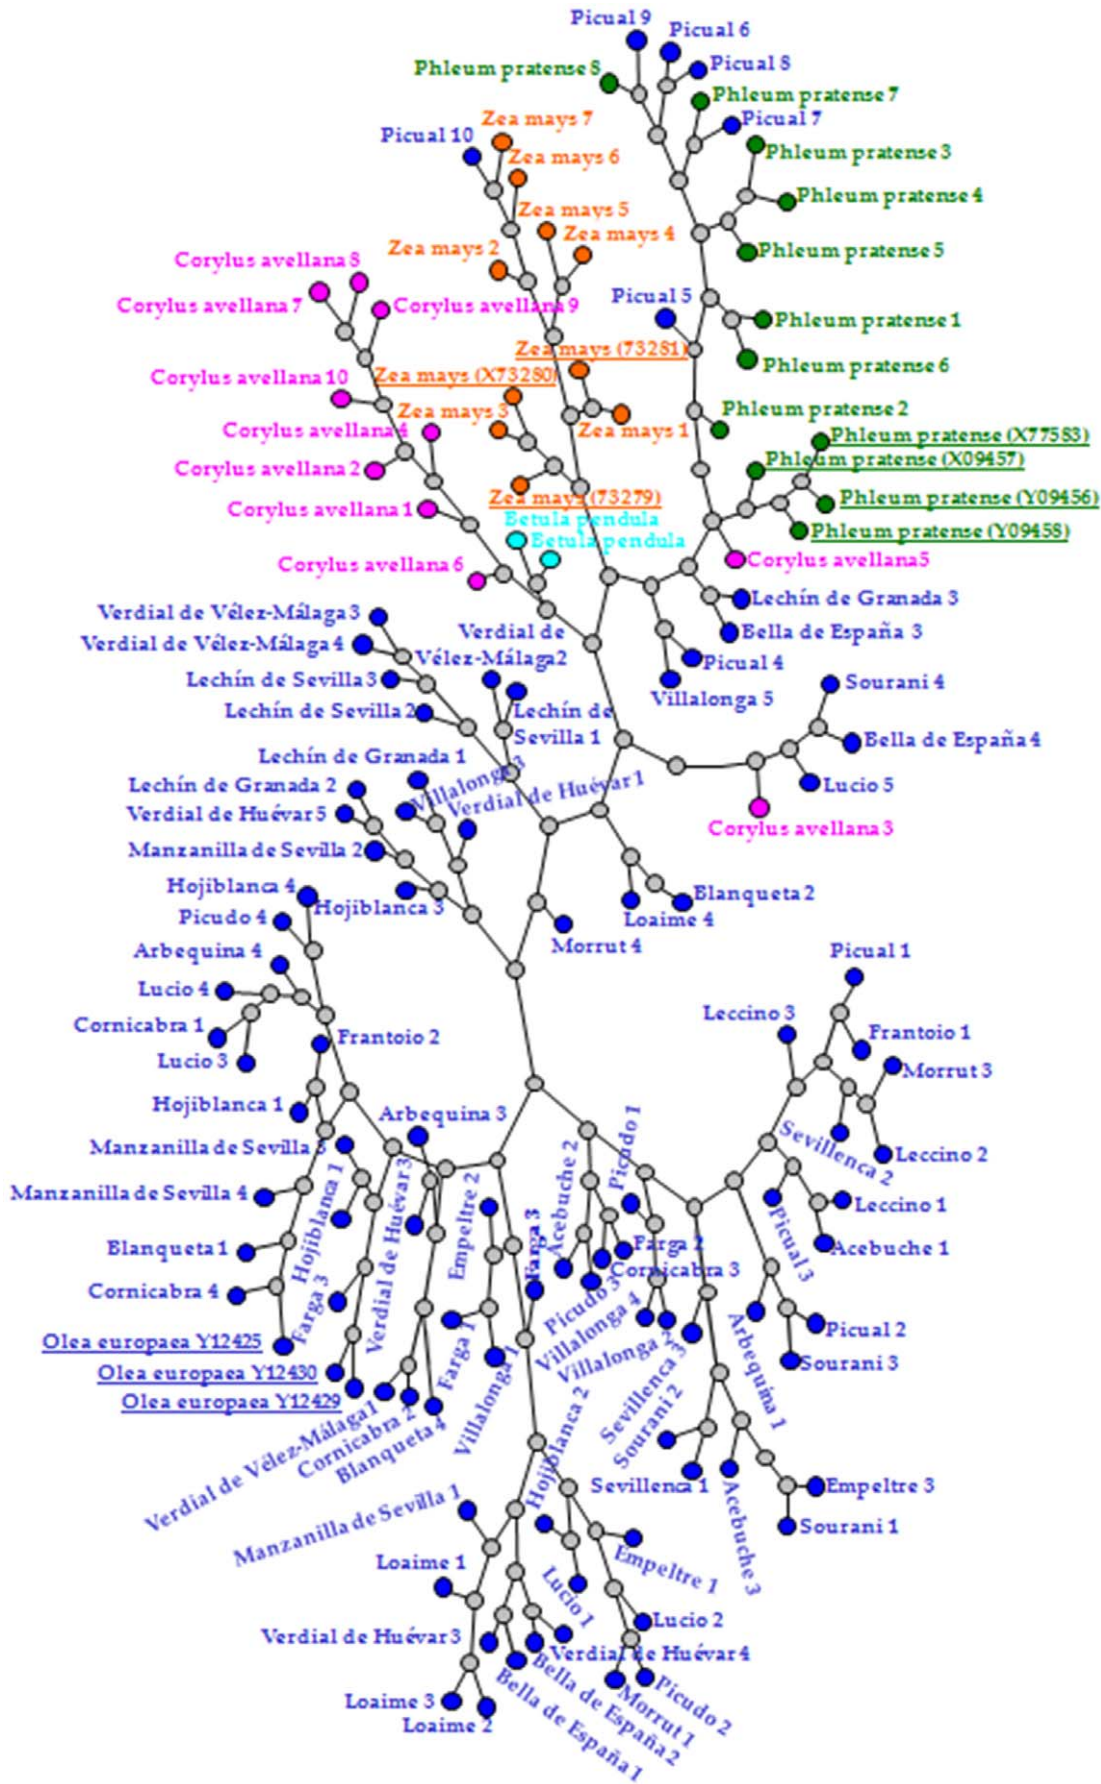 Picual 9
Picual 6
Picual 8
Phleum pratense 8
Phleum pratense 7
Picual 7
Zea mays 7
Picual 10
Zea mays 6
Phleum pratense 3
Phleum pratense 4
Zea mays 5
Zea mays 4
Zea mays 2
Phleum pratense 5
Corylus avellana 8
Corylus avellana 7
Corylus avellana 9
Picual 5
Phleum pratense 1
Zea mays (73281)
Phleum pratense 6
Corylus avellana 10
Zea mays (X73280)
Zea mays 3
Phleum pratense 2
Corylus avellana 4
Zea mays 1
Phleum pratense (X77583)
Phleum pratense (X09457)
Corylus avellana 2
Zea mays (73279)
Phleum pratense (Y09456)
Corylus avellana 1
Betula pendula
Betula pendula
Phleum pratense (Y09458)
Corylus avellana 6
Corylus avellana5
Lechín de Granada 3
Verdial de Vélez-Málaga 3
Verdial de
Vélez-Málaga2
Bella de España 3
Verdial de Vélez-Málaga 4
Picual 4
Lechín de Sevilla 3
Villalonga 5
Sourani 4
Lechín de Sevilla 2
Lechín de
Sevilla 1
Bella de España 4
Lechín de Granada 1
Villalonga 3
Verdial de Huévar 1
Lechín de Granada 2
Lucio 5
Verdial de Huévar 5
Corylus avellana 3
Manzanilla de Sevilla 2
Hojiblanca 4
Hojiblanca 3
Blanqueta 2
Loaime 4
Picudo 4
Morrut 4
Arbequina 4
Picual 1
Lucio 4
Leccino 3
Cornicabra 1
Frantoio 2
Frantoio 1
Lucio 3
Morrut 3
Hojiblanca 1
Arbequina 3
Acebuche 2
Picudo 1
Sevillenca 2
Leccino 2
Manzanilla de Sevilla 3
Manzanilla de Sevilla 4
Hojiblanca 1
Verdial de Huévar 3
Empeltre 2
Farga 3
Leccino 1
Picual 3
Acebuche 1
Blanqueta 1
Farga 2
Cornicabra 3
Cornicabra 4
Farga 3
Picudo 3
Villalonga 4
Villalonga 2
Picual 2
Olea europaea Y12425
Farga 1
Villalonga 1
Arbequina 1
Sourani 3
Olea europaea Y12430
Olea europaea Y12429
Sevillenca 3
Sourani 2
Verdial de Vélez-Málaga1
Cornicabra 2
Blanqueta 4
Hojiblanca 2
Sevillenca 1
Acebuche 3
Empeltre 3
Sourani 1
Manzanilla de Sevilla 1
Empeltre 1
Loaime 1
Lucio 1
Lucio 2
Verdial de Huévar 3
Verdial de Huévar 4
Bella de España 2
Bella de España 1
Morrut 1
Picudo 2
Loaime 3
Loaime 2